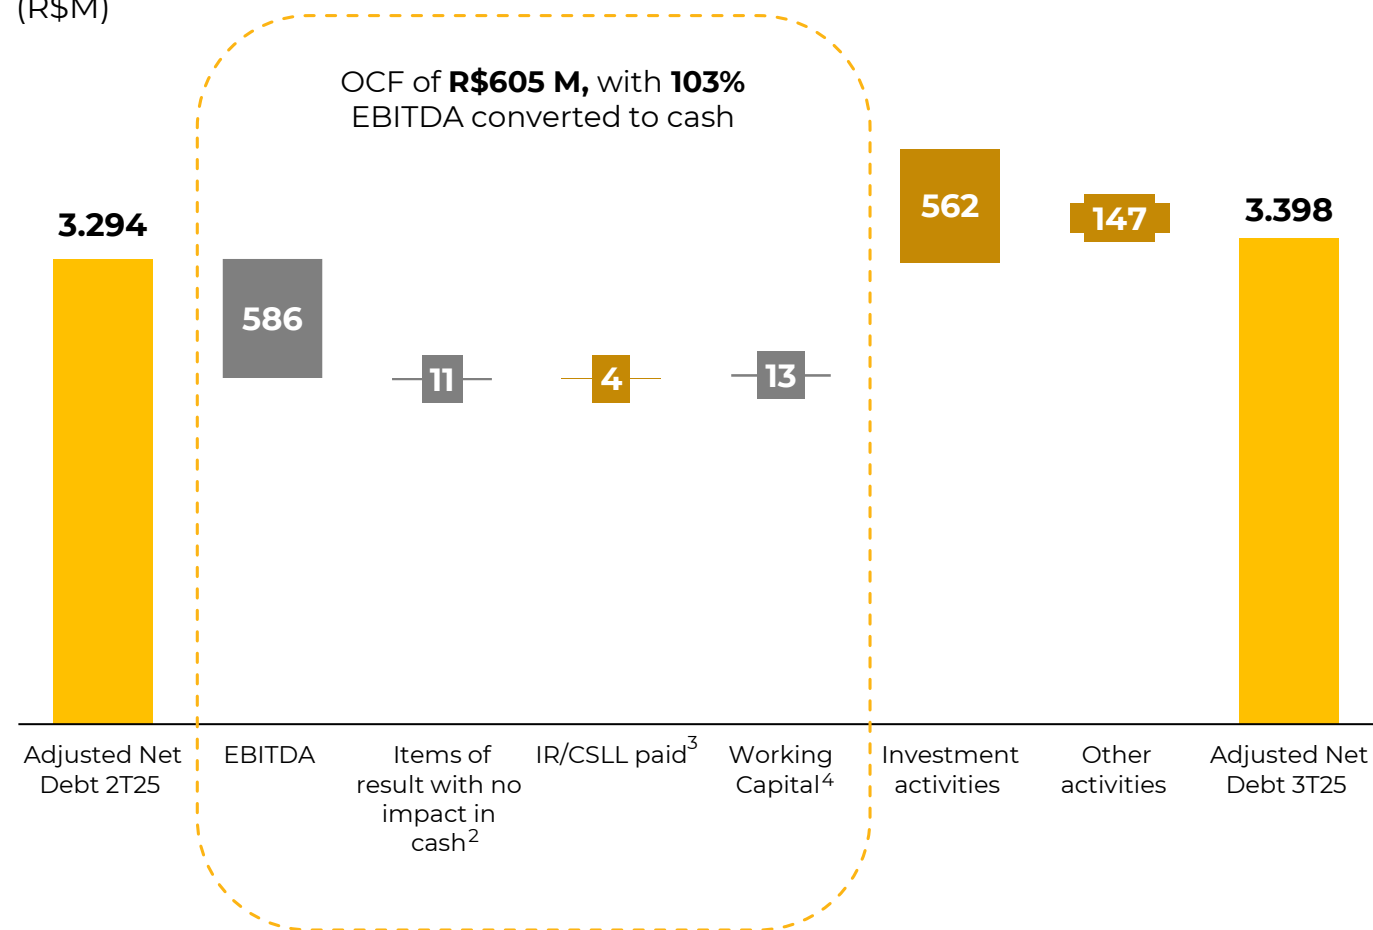 (R$M)
OCF of R$605 M, with 103%
EBITDA converted to cash
3.294
586
11
4
13
562
147
3.398
Adjusted Net
Debt 2T25
EBITDA
Items of
result with no
impact in
cash2
IR/CSLL paid3
Working
Capital4
Investment
activities
Other
activities
Adjusted Net
Debt 3T25